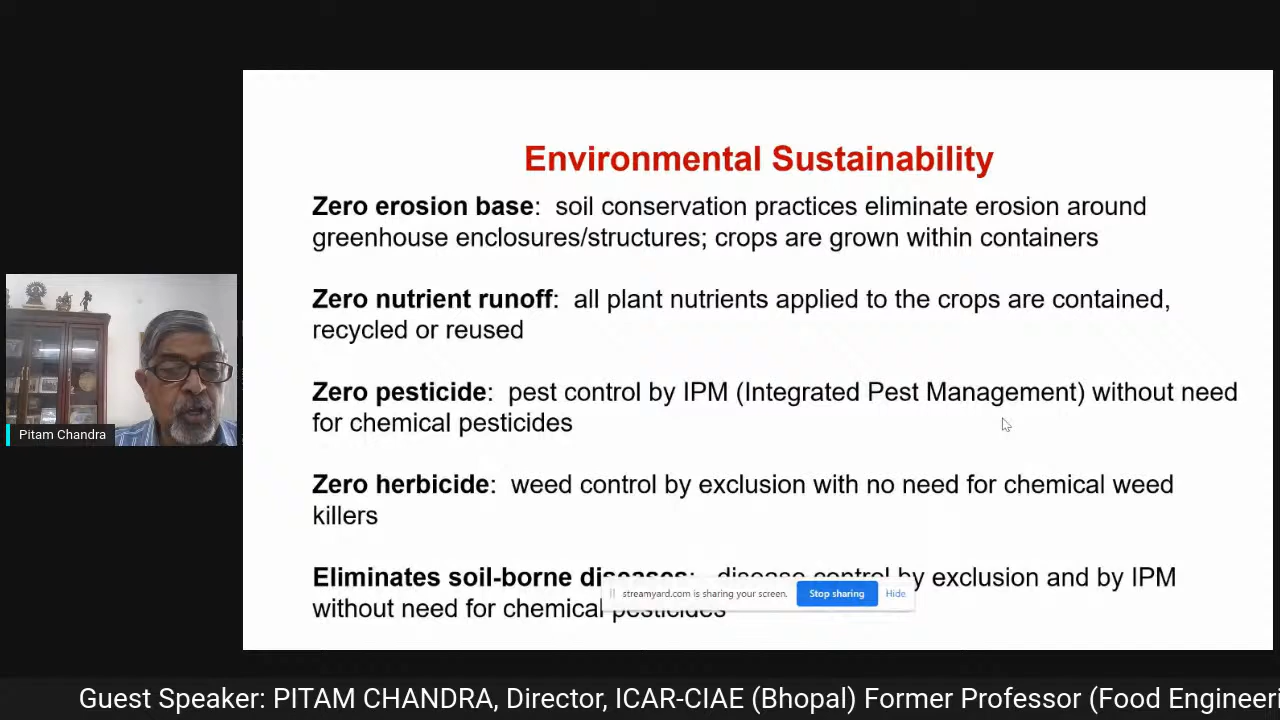 Environmental Sustainability
Zero erosion base: soil conservation practices eliminate erosion around
greenhouse enclosures/structures; crops are grown within containers
Zero nutrient runoff: all plant nutrients applied to the crops are contained,
recycled or reused
Zero pesticide: pest control by IPM (Integrated Pest Management) without need
for chemical pesticides
Zero herbicide: weed control by exclusion with no need for chemical weed
killers
Eliminates soil-borne diseases: disease control by exclusion and by IPM
without need for chemical pesticides
streamyard.com is sharing your screen. Stop sharing Hide
Pitam Chandra
Guest Speaker: PITAM CHANDRA, Director, ICAR-CIAE (Bhopal) Former Professor (Food Engineeri